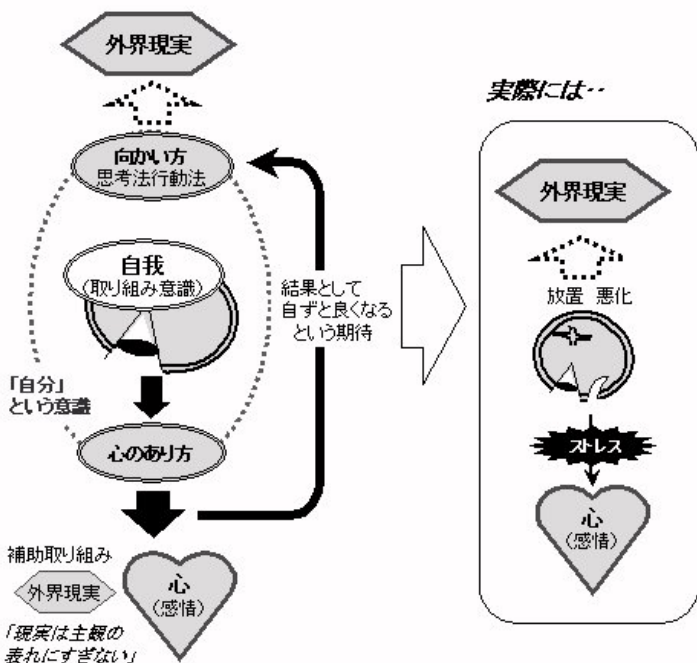 外界現実
向かい方
思考法行動法
自我
(取り組み意識)
結果として
自ずと良くなる
という期待
「自分」
という意識
心のあり方
補助取り組み
外界現実
「現実は主観の
表れにすぎない」
心
(感情)
実際には‥
外界現実
放置 悪化
ストレス
心
(感情)